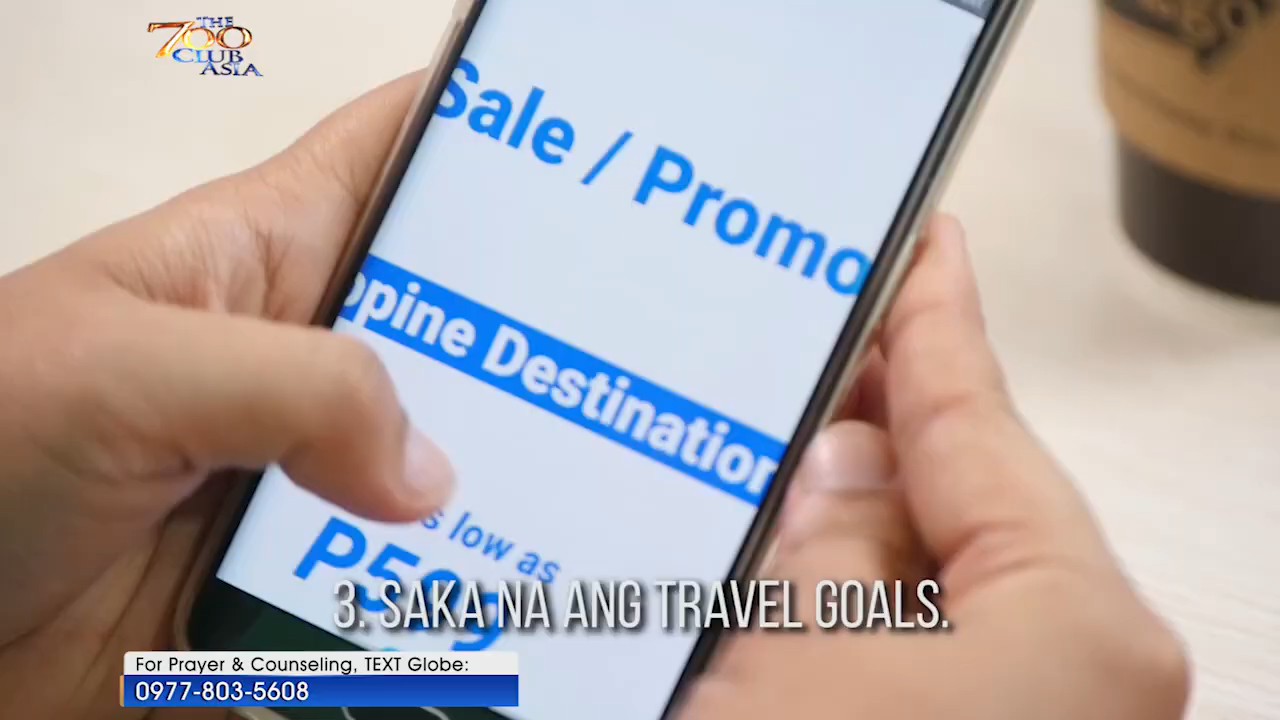 THE
700
CLUB
ASIA
Sale / Promo
ppine Destination
s low as
P599
3. SAKA NA ANG TRAVEL GOALS.
For Prayer & Counseling, TEXT Globe:
0977-803-5608